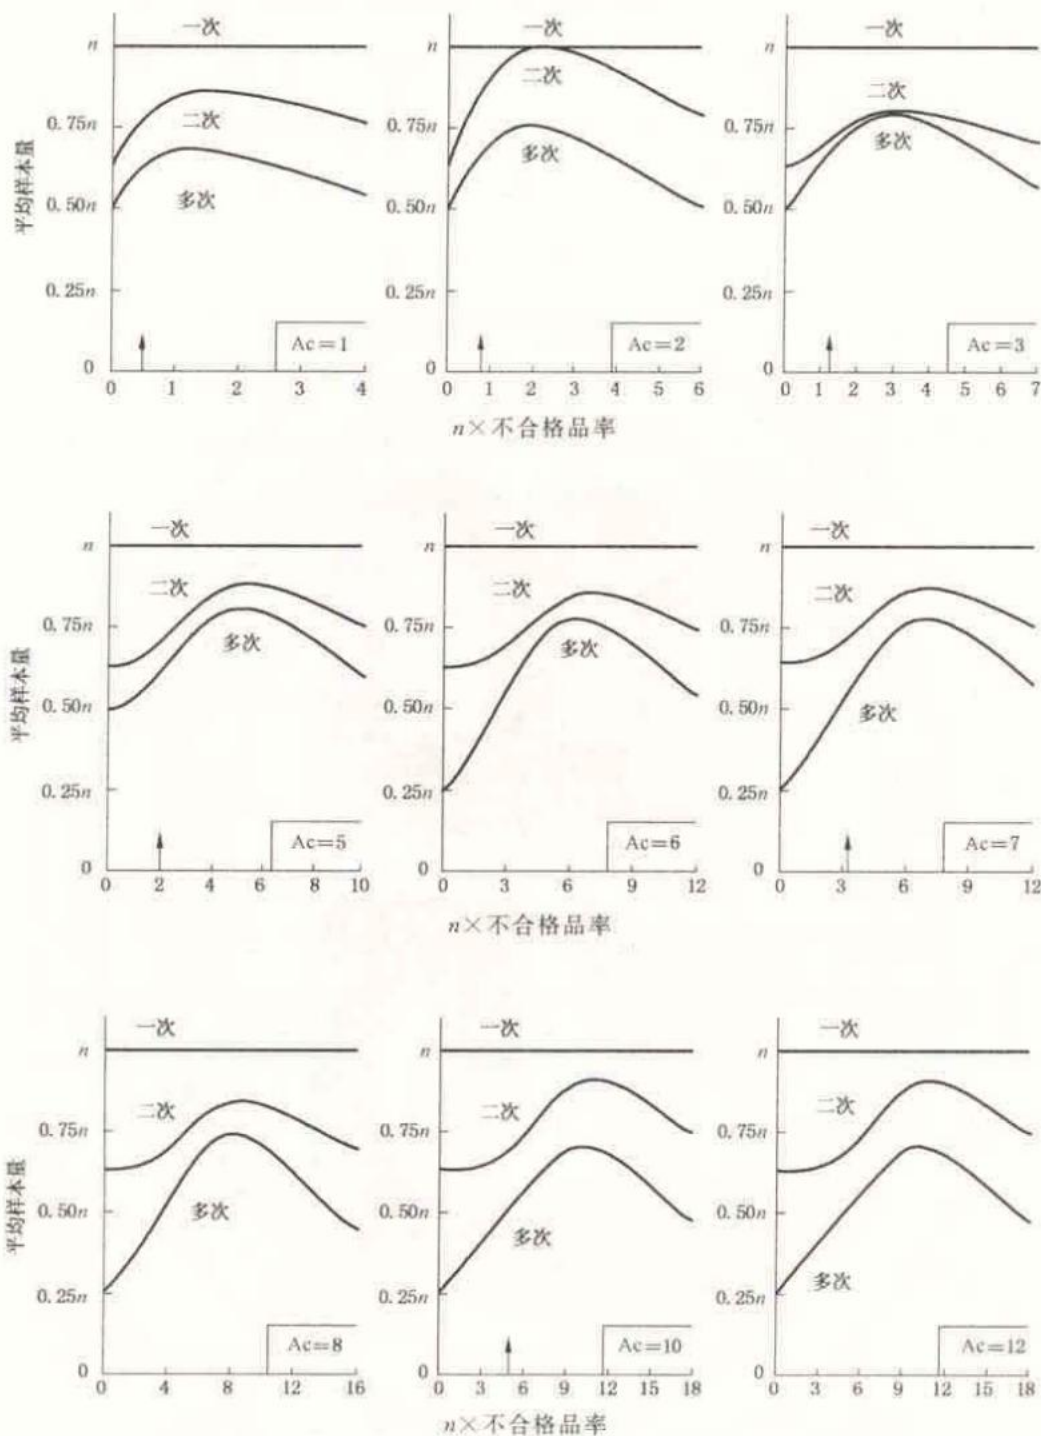 一次 一次 一次
n n n
二次
二次
二次
0.75n 0.75n 0.75n
多次
多次
多次
平均样本量
0.50n 0.50n 0.50n
0.25n 0.25n 0.25n
Ac=1 Ac=2 Ac=3
0 0 0
0 1 2 3 4 0 1 2 3 4 5 6 0 1 2 3 4 5 6 7
n×不合格品率
一次 一次 一次
n n n
二次 二次 二次
0.75n 0.75n 0.75n
多次 多次
多次
平均样本量
0.50n 0.50n 0.50n
0.25n 0.25n 0.25n
Ac=5 Ac=6 Ac=7
0 0 0
0 2 4 6 8 10 0 3 6 9 12 0 3 6 9 12
n×不合格品率
一次 一次 一次
n n n
二次 二次 二次
0.75n 0.75n 0.75n
平均样本量
0.50n 0.50n 0.50n
多次 多次
多次
0.25n 0.25n 0.25n
Ac=8 Ac=10 Ac=12
0 0 0
0 4 8 12 16 0 3 6 9 12 15 18 0 3 6 9 12 15 18
n×不合格品率